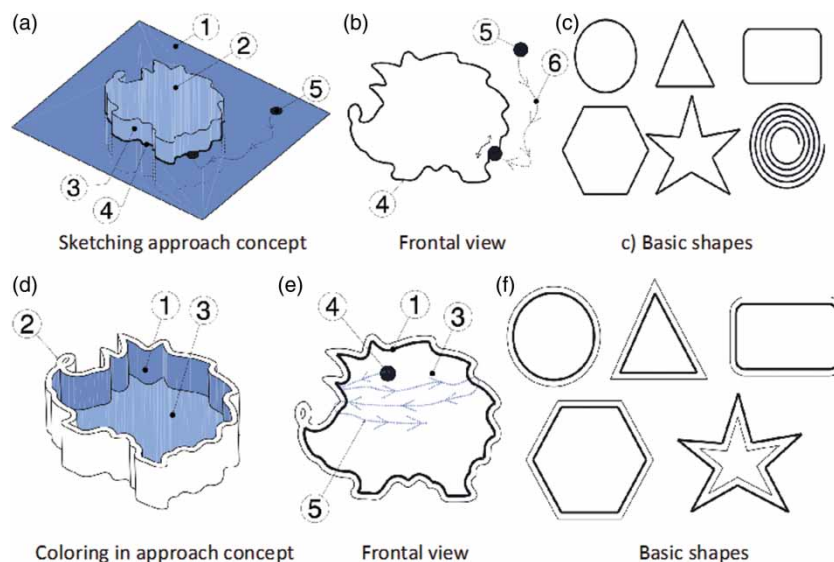 (a)
1
2
5
3
4
(b)
5
6
4
(c)
Sketching approach concept
Frontal view
c) Basic shapes
(d)
1
3
2
(e)
1
4
3
5
(f)
Coloring in approach concept
Frontal view
Basic shapes